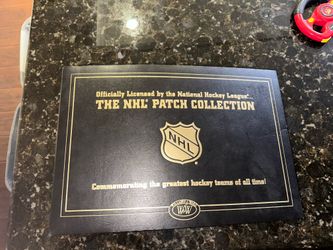 Officially Licensed by the National Hockey League®
THE NHL® PATCH COLLECTION
NHL
Commemorating the greatest hockey teams of all time!